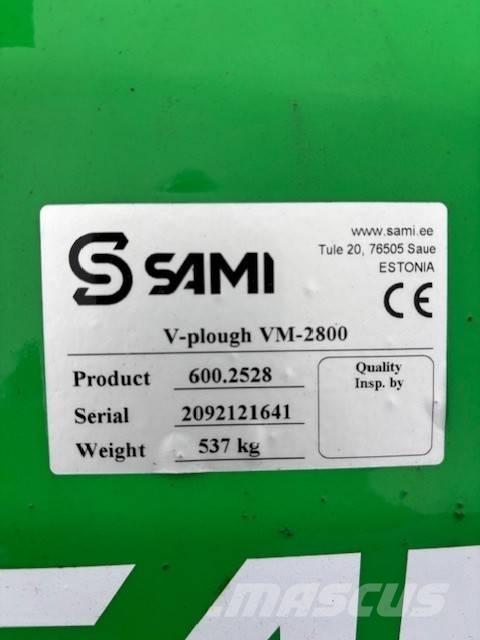 www.sami.ee
Tule 20, 76505 Saue
ESTONIA
SAMI
CE
V-plough VM-2800
Product 600.2528
Serial 2092121641
Weight 537 kg
Quality
Insp. by
MASCUS